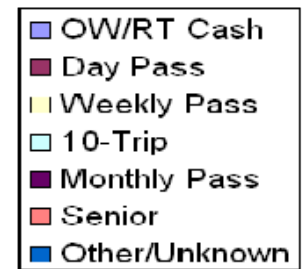 OW/RT Cash
Day Pass
Weekly Pass
10-Trip
Monthly Pass
Senior
Other/Unknown